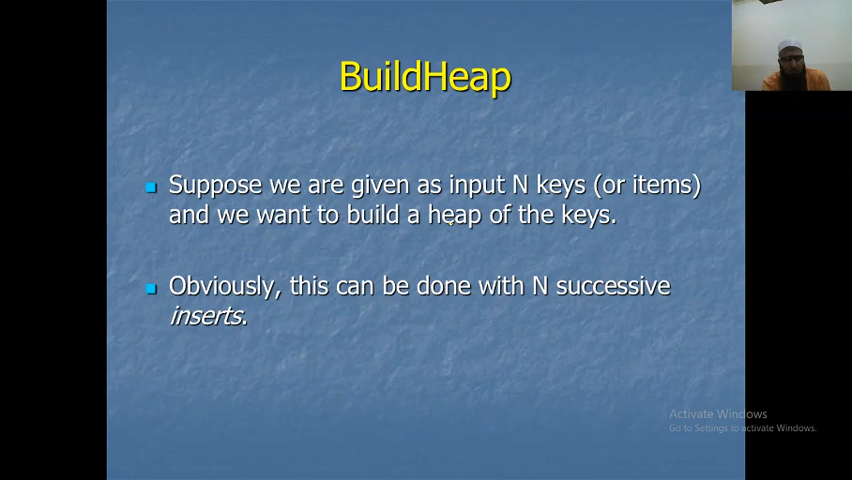 BuildHeap
Suppose we are given as input N keys (or items)
and we want to build a heap of the keys.
Obviously, this can be done with N successive
inserts.
Activate Windows
Go to Settings to activate Windows.